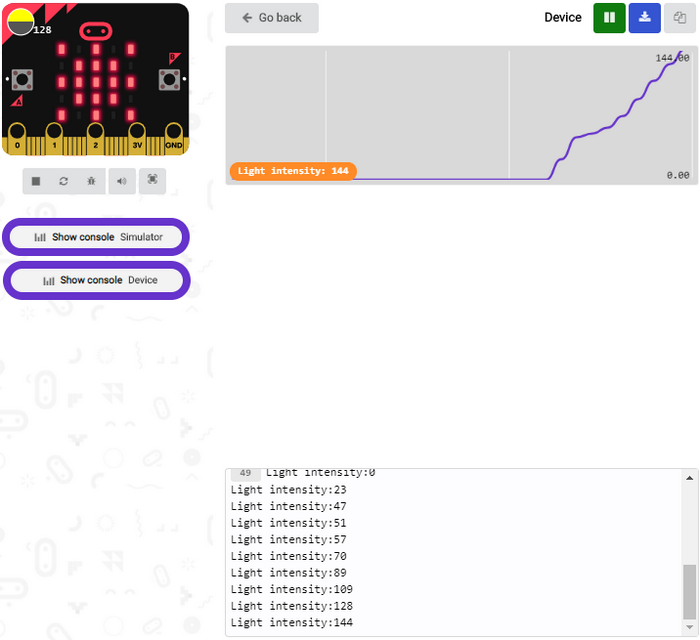 128
B
A
0 1 2 3V GND
Show console Simulator
Show console Device
Go back
Device
144.00
Light intensity: 144
0.00
49 Light intensity:0
Light intensity:23
Light intensity:47
Light intensity:51
Light intensity:57
Light intensity:70
Light intensity:89
Light intensity:109
Light intensity:128
Light intensity:144